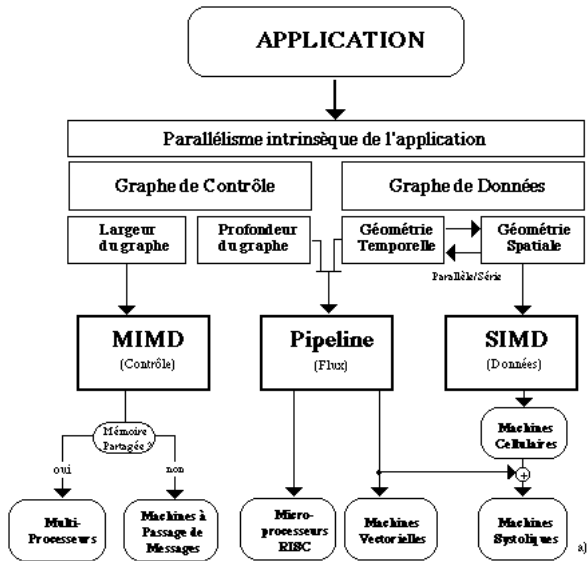 APPLICATION
Parallélisme intrinsèque de l'application
Graphe de Contrôle
Graphe de Données
Largeur
du graphe
Profondeur
du graphe
Géométrie
Temporelle
Géométrie
Spatiale
Parallèle/Série
MIMD
(Contrôle)
Pipeline
(Flux)
SIMD
(Données)
Mémoire
Partagée ?
oui
non
Machines
Cellulaires
+
Multi-
Processeurs
Machines à
Passage de
Messages
Micro-
processeurs
RISC
Machines
Vectorielles
Machines
Systoliques
a)